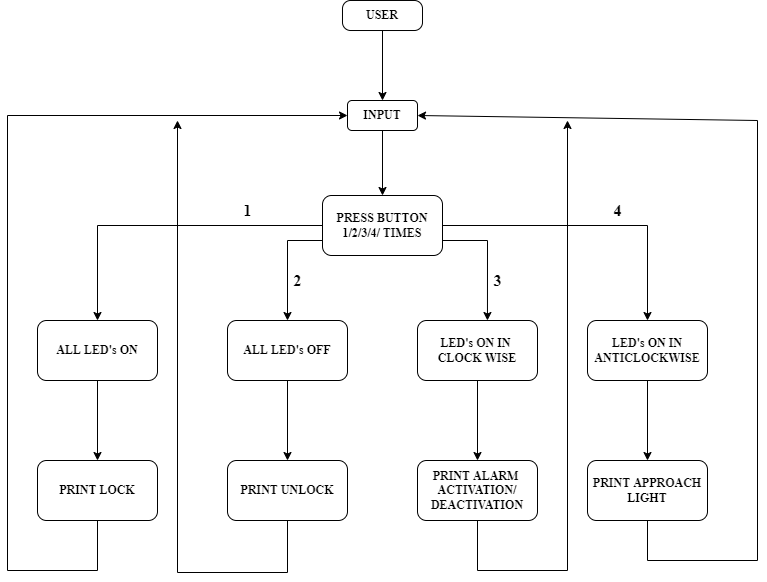 USER
INPUT
PRESS BUTTON
1/2/3/4/ TIMES
1
4
2
3
ALL LED's ON
ALL LED's OFF
LED's ON IN
CLOCK WISE
LED's ON IN
ANTICLOCKWISE
PRINT LOCK
PRINT UNLOCK
PRINT ALARM
ACTIVATION/
DEACTIVATION
PRINT APPROACH
LIGHT